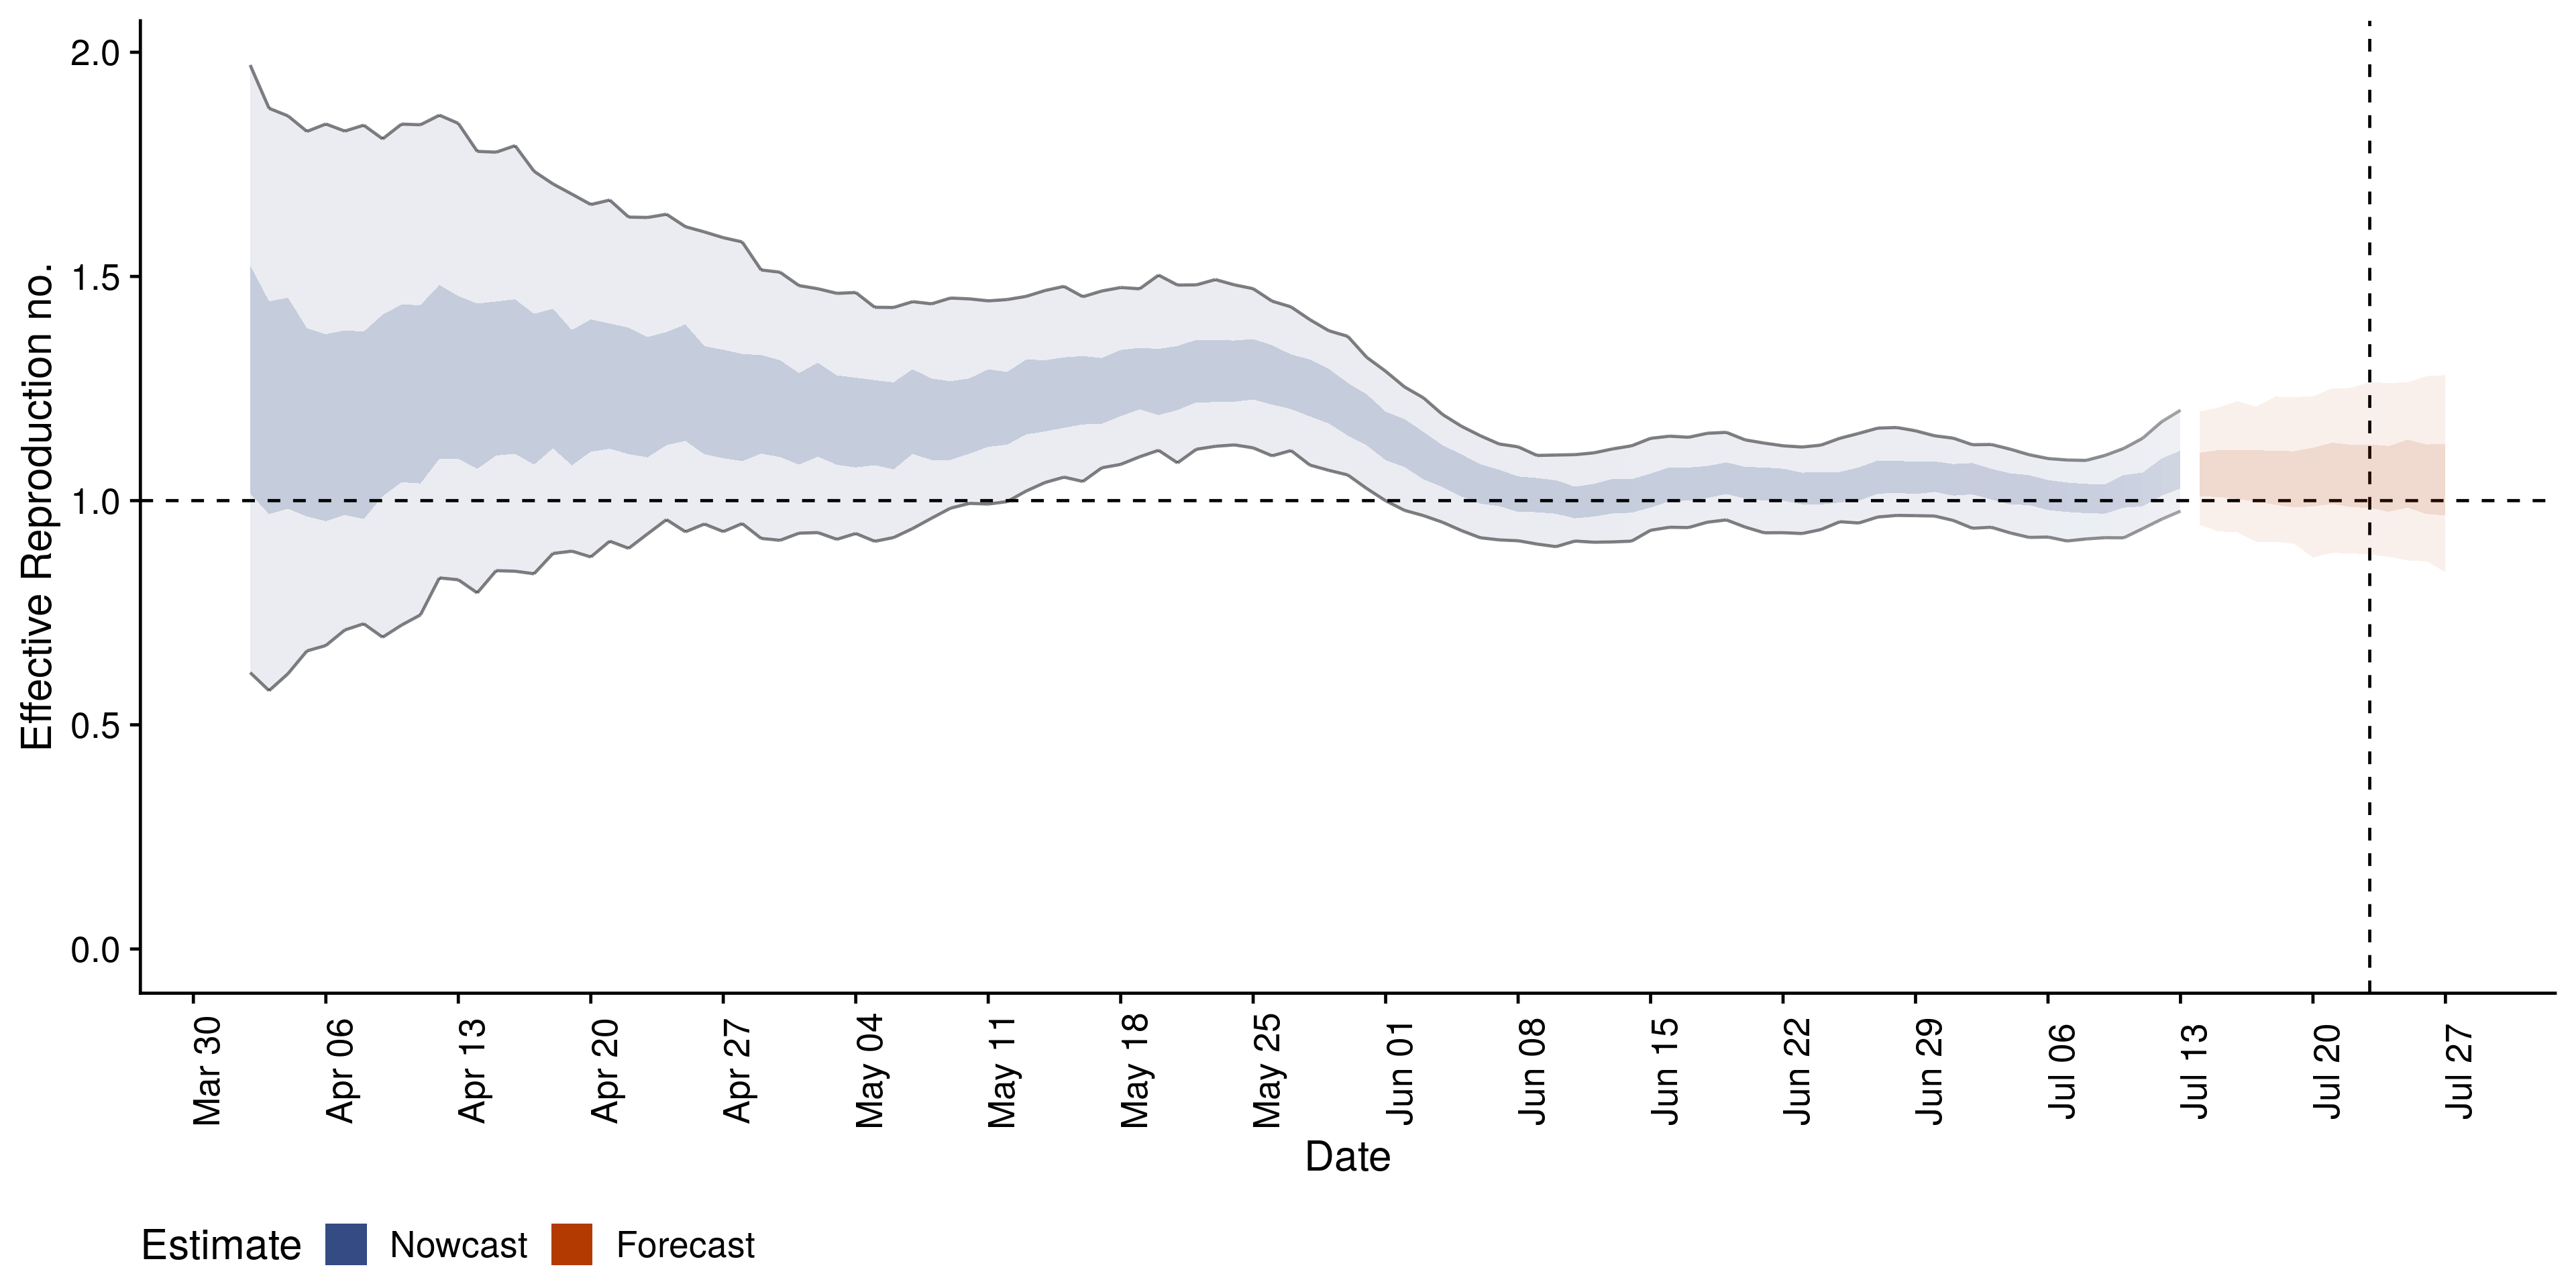 Effective Reproduction no.
2.0
1.5
1.0
0.5
0.0
Mar 30
Apr 06
Apr 13
Apr 20
Apr 27
May 04
May 11
May 18
May 25
Jun 01
Jun 08
Jun 15
Jun 22
Jun 29
Jul 06
Jul 13
Jul 20
Jul 27
Date
Estimate Nowcast Forecast